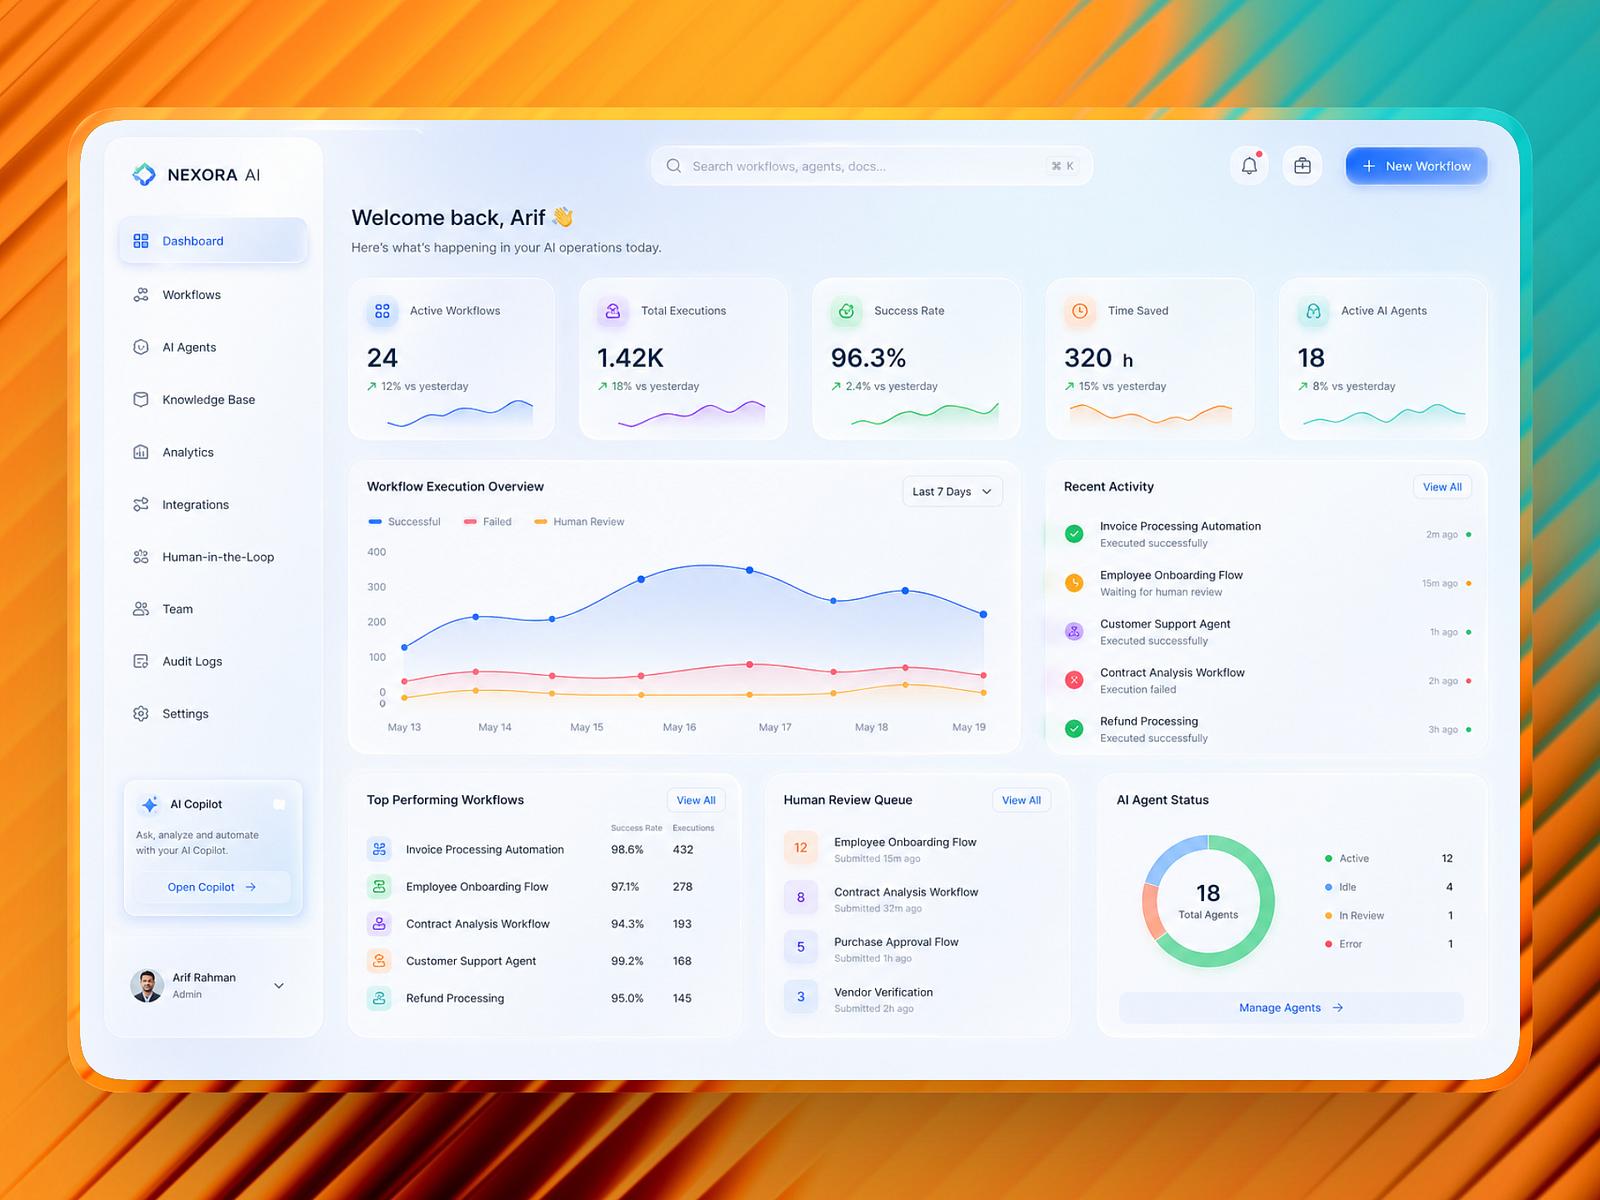 NEXORA AI
Search workflows, agents, docs...
⌘ K
New Workflow
Dashboard
Workflows
AI Agents
Knowledge Base
Analytics
Integrations
Human-in-the-Loop
Team
Audit Logs
Settings
AI Copilot
Ask, analyze and automate
with your AI Copilot.
Open Copilot →
Arif Rahman
Admin
Welcome back, Arif 👋
Here's what's happening in your AI operations today.
Active Workflows
24
12% vs yesterday
Total Executions
1.42K
18% vs yesterday
Success Rate
96.3%
2.4% vs yesterday
Time Saved
320 h
15% vs yesterday
Active AI Agents
18
8% vs yesterday
Workflow Execution Overview
Last 7 Days
Successful Failed Human Review
400
300
200
100
0
0
May 13 May 14 May 15 May 16 May 17 May 18 May 19
Recent Activity
View All
Invoice Processing Automation
Executed successfully
2m ago
Employee Onboarding Flow
Waiting for human review
15m ago
Customer Support Agent
Executed successfully
1h ago
Contract Analysis Workflow
Execution failed
2h ago
Refund Processing
Executed successfully
3h ago
Top Performing Workflows
View All
Success Rate Executions
Invoice Processing Automation 98.6% 432
Employee Onboarding Flow 97.1% 278
Contract Analysis Workflow 94.3% 193
Customer Support Agent 99.2% 168
Refund Processing 95.0% 145
Human Review Queue
View All
12
Employee Onboarding Flow
Submitted 15m ago
8
Contract Analysis Workflow
Submitted 32m ago
5
Purchase Approval Flow
Submitted 1h ago
3
Vendor Verification
Submitted 2h ago
AI Agent Status
18
Total Agents
Active 12
Idle 4
In Review 1
Error 1
Manage Agents →